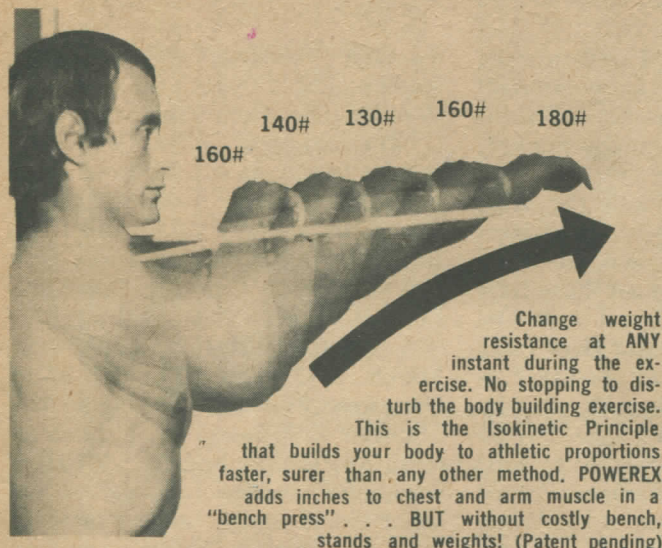 160# 140# 130# 160# 180#
Change weight
resistance at ANY
instant during the ex-
ercise. No stopping to dis-
turb the body building exercise.
This is the Isokinetic Principle
that builds your body to athletic proportions
faster, surer than any other method. POWEREX
adds inches to chest and arm muscle in a
"bench press" . . . BUT without costly bench,
stands and weights! (Patent pending)